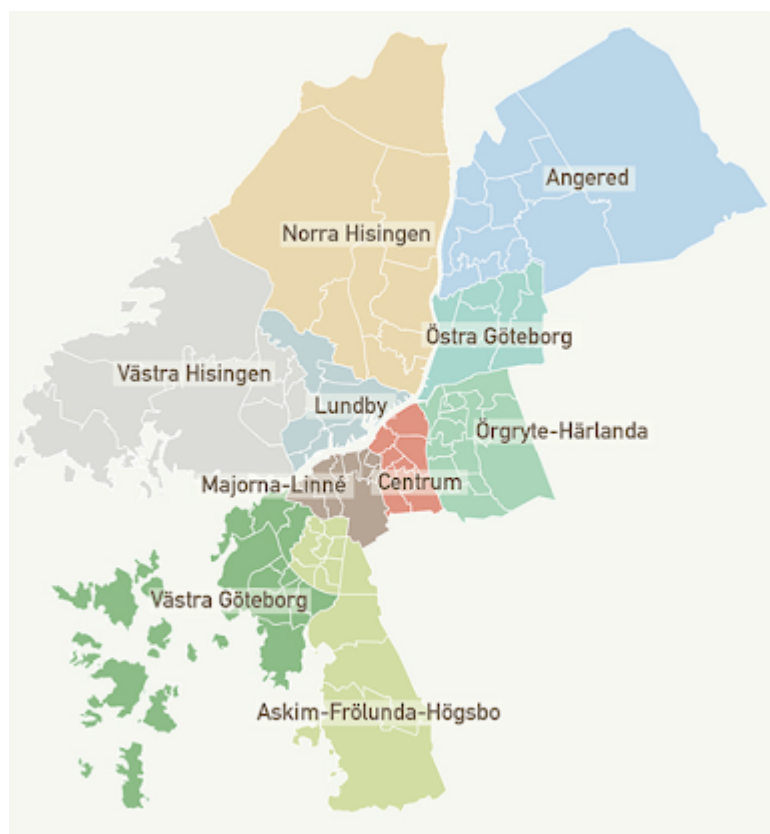 Angered
Norra Hisingen
Östra Göteborg
Västra Hisingen
Lundby
Örgryte-Härlanda
Majorna-Linné
Centrum
Västra Göteborg
Askim-Frölunda-Högsbo